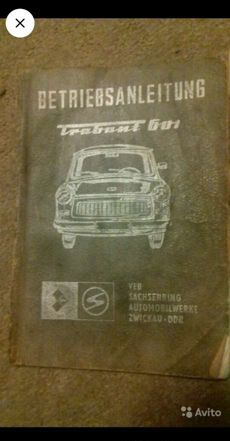 BETRIEBSANLEITUNG
Trabant 601
VEB
SACHSENRING
AUTOMOBILWERKE
ZWICKAU · DDR
Avito